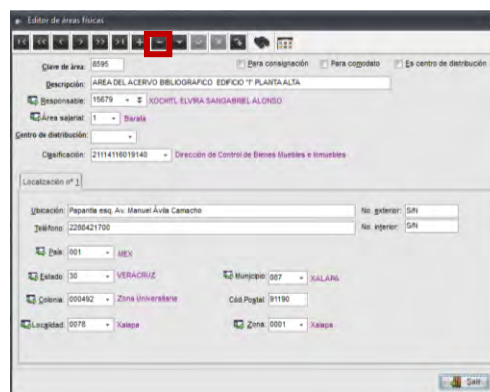 Editor de áreas físicas
Clave de área: 8595 Para consignación Para comodato Es centro de distribución
Descripción: AREA DEL ACERVO BIBLIOGRAFICO EDIFICIO "I" PLANTA ALTA
Responsable: 15679 XOCHITL ELVIRA SANGABRIEL ALONSO
Área salarial: 1 Barata
Centro de distribución:
Clasificación: 21114116019140 Dirección de Control de Bienes Muebles e Inmuebles
Localización nº 1
Ubicación: Papantla esq. Av. Manuel Ávila Camacho No. exterior: S/N
Teléfono: 2288421700 No. interior: S/N
País: 001 MEX
Estado: 30 VERACRUZ Municipio: 087 XALAPA
Colonia: 000492 Zona Universitaria Cód.Postal: 91190
Localidad: 0078 Xalapa Zona: 0001 Xalapa
Salir